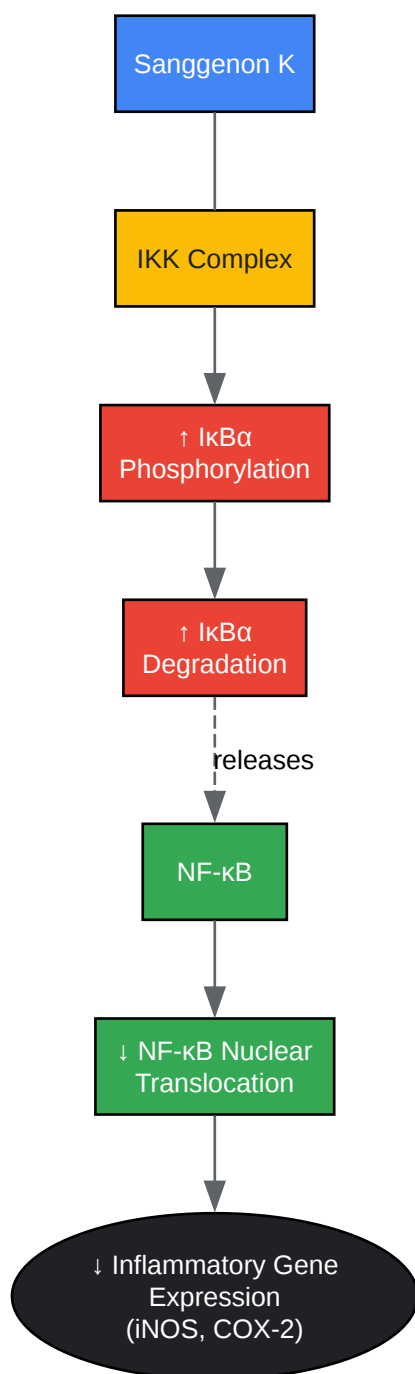 Sanggenon K
IKK Complex
↑ IκBα
Phosphorylation
↑ IκBα
Degradation
releases
NF-κB
↓ NF-κB Nuclear
Translocation
↓ Inflammatory Gene
Expression
(iNOS, COX-2)